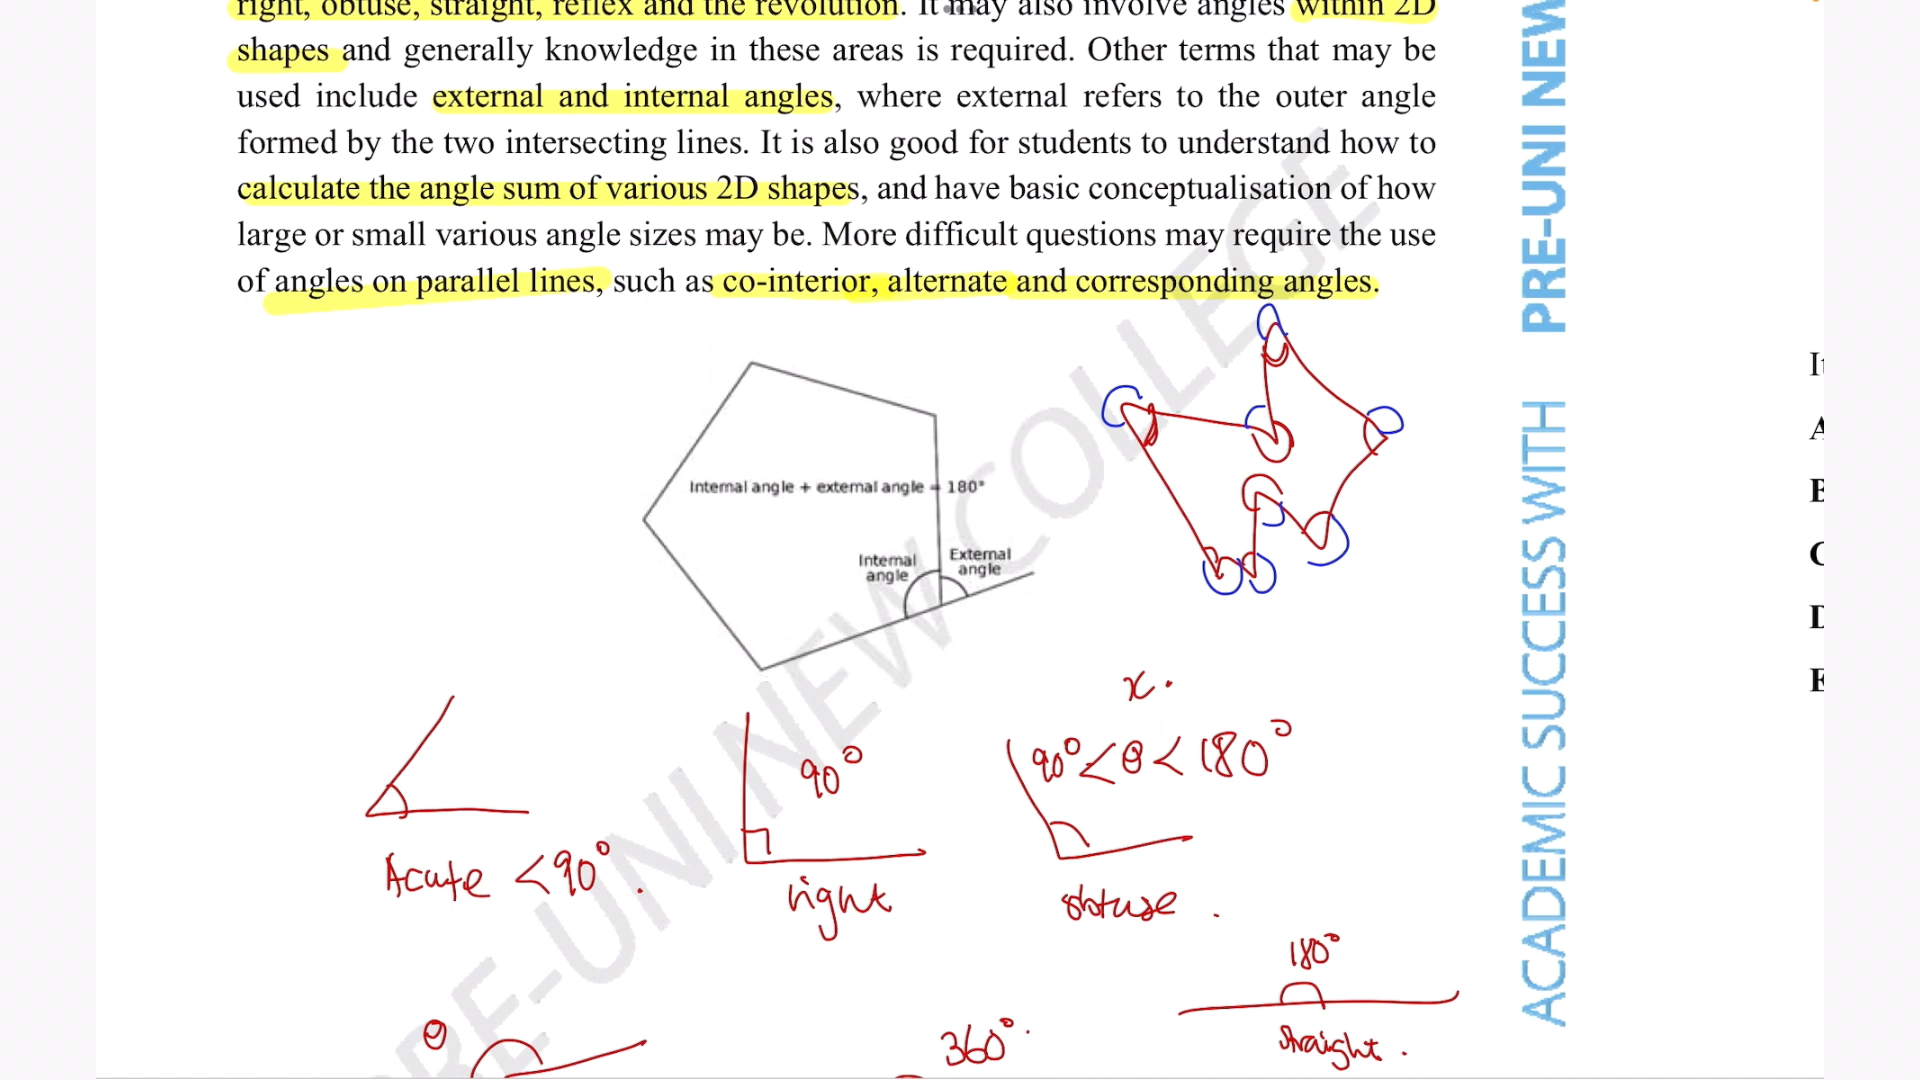 right, obtuse, straight, reflex and the revolution. It may also involve angles within 2D
shapes and generally knowledge in these areas is required. Other terms that may be
used include external and internal angles, where external refers to the outer angle
formed by the two intersecting lines. It is also good for students to understand how to
calculate the angle sum of various 2D shapes, and have basic conceptualisation of how
large or small various angle sizes may be. More difficult questions may require the use
of angles on parallel lines, such as co-interior, alternate and corresponding angles.
Internal angle + external angle = 180°
Internal
angle
External
angle
x.
90°
90° < θ < 180°
Acute < 90°.
right
obtuse.
180°
straight.
θ
360°.
PRE-UNI NEW COLLEGE
ACADEMIC SUCCESS WITH PRE-UNI NEW
A
B
C
D
E